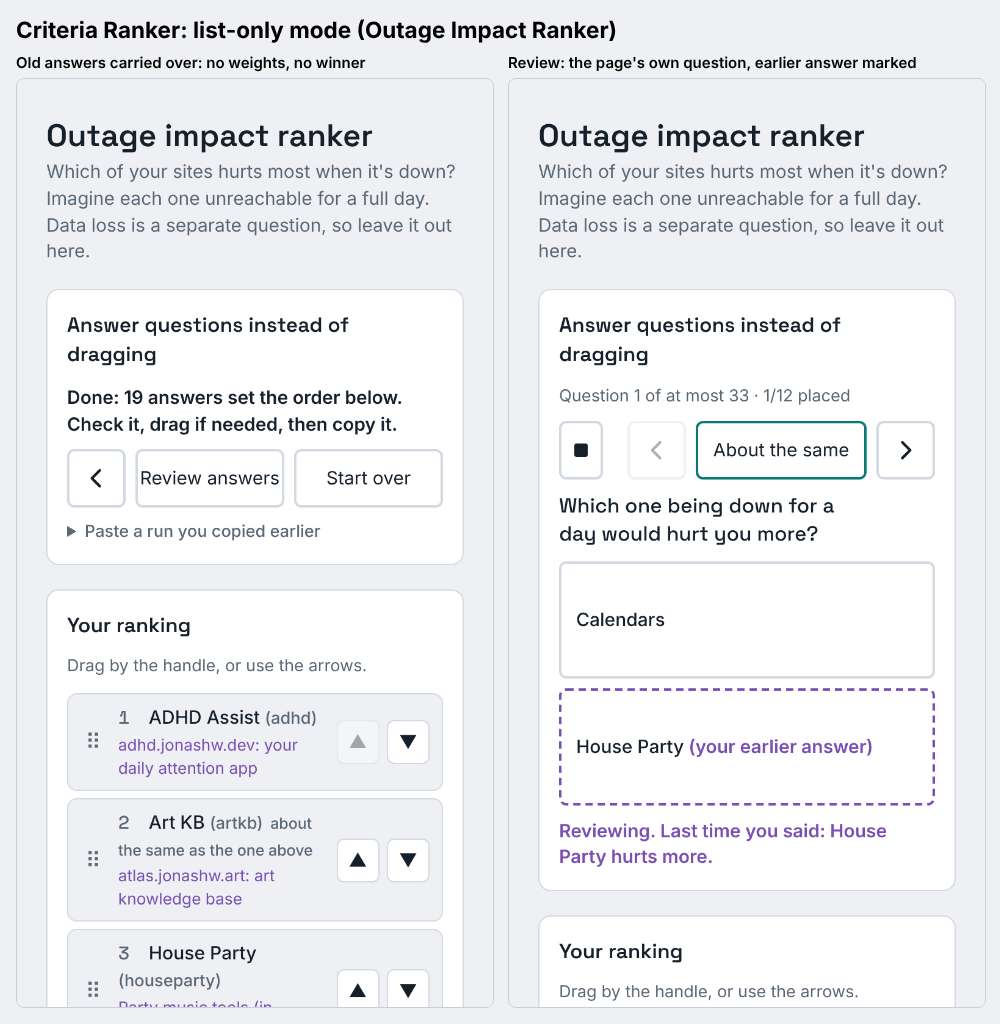 Criteria Ranker: list-only mode (Outage Impact Ranker)
Old answers carried over: no weights, no winner
Outage impact ranker
Which of your sites hurts most when it's down?
Imagine each one unreachable for a full day.
Data loss is a separate question, so leave it out
here.
Answer questions instead of
dragging
Done: 19 answers set the order below.
Check it, drag if needed, then copy it.
Review answers
Start over
Paste a run you copied earlier
Your ranking
Drag by the handle, or use the arrows.
1 ADHD Assist (adhd)
adhd.jonashw.dev: your
daily attention app
2 Art KB (artkb) about
the same as the one above
atlas.jonashw.art: art
knowledge base
3 House Party
(houseparty)
Party music tools (in
Review: the page's own question, earlier answer marked
Outage impact ranker
Which of your sites hurts most when it's down?
Imagine each one unreachable for a full day.
Data loss is a separate question, so leave it out
here.
Answer questions instead of
dragging
Question 1 of at most 33 · 1/12 placed
About the same
Which one being down for a
day would hurt you more?
Calendars
House Party (your earlier answer)
Reviewing. Last time you said: House
Party hurts more.
Your ranking
Drag by the handle, or use the arrows.